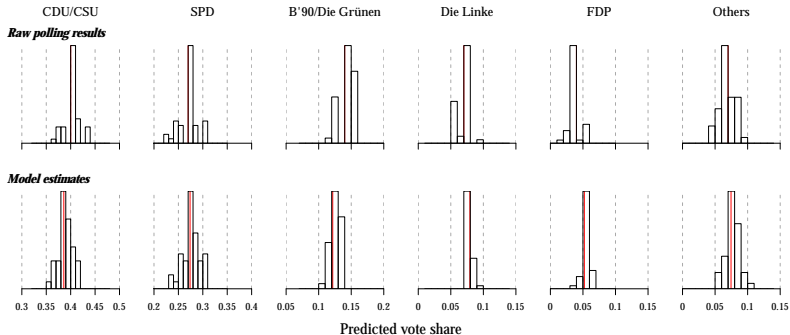 CDU/CSU SPD B'90/Die Grünen Die Linke FDP Others
Raw polling results
Model estimates
0.3 0.35 0.4 0.45 0.5 0.2 0.25 0.3 0.35 0.4 0.05 0.1 0.15 0.2 0 0.05 0.1 0.15 0 0.05 0.1 0.15 0 0.05 0.1 0.15
Predicted vote share